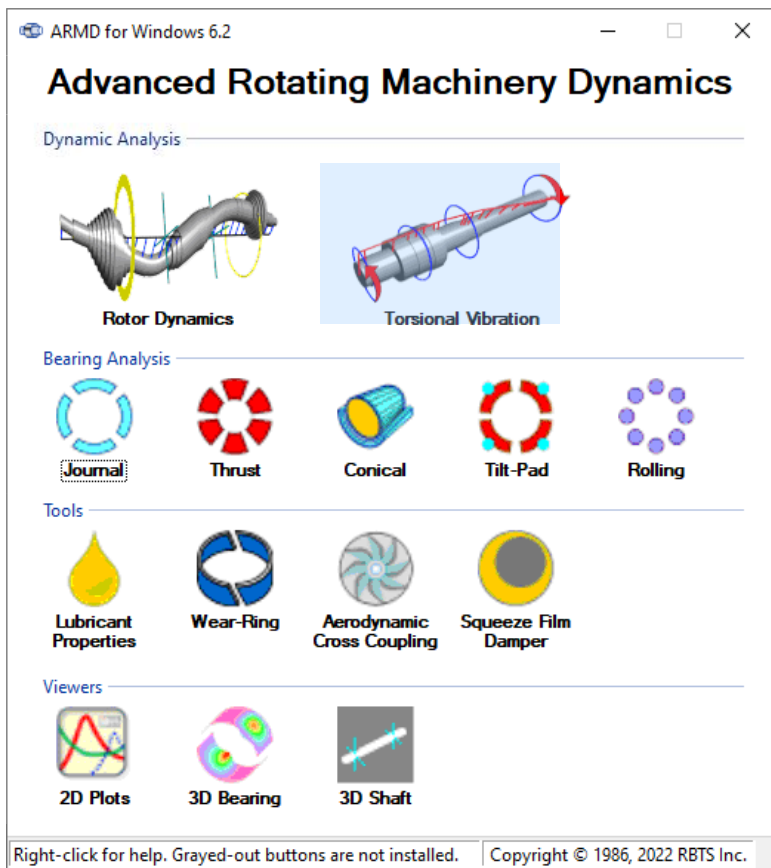 ARMD for Windows 6.2
Advanced Rotating Machinery Dynamics
Dynamic Analysis
Rotor Dynamics
Torsional Vibration
Bearing Analysis
Journal
Thrust
Conical
Tilt-Pad
Rolling
Tools
Lubricant
Properties
Wear-Ring
Aerodynamic
Cross Coupling
Squeeze Film
Damper
Viewers
2D Plots
3D Bearing
3D Shaft
Right-click for help. Grayed-out buttons are not installed.
Copyright © 1986, 2022 RBTS Inc.